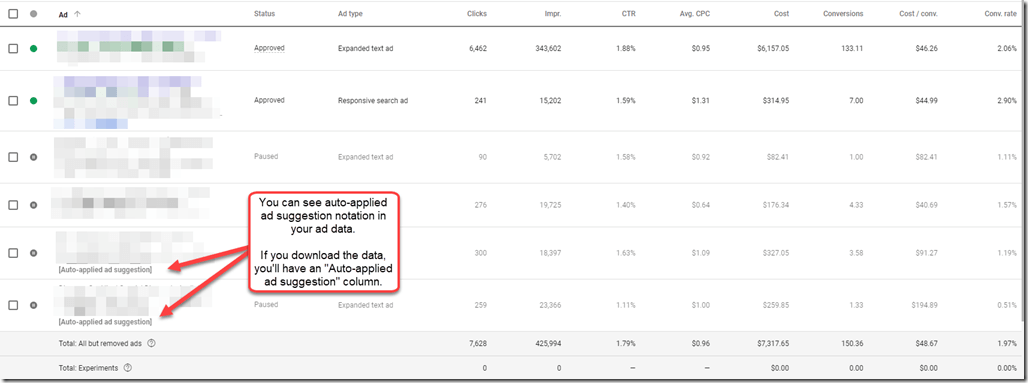 Ad ↑ Status Ad type Clicks Impr. CTR Avg. CPC Cost Conversions Cost / conv. Conv. rate
Approved Expanded text ad 6,462 343,602 1.88% $0.95 $6,157.05 133.11 $46.26 2.06%
Approved Responsive search ad 241 15,202 1.59% $1.31 $314.95 7.00 $44.99 2.90%
Paused Expanded text ad 90 5,702 1.58% $0.92 $82.41 1.00 $82.41 1.11%
276 19,725 1.40% $0.64 $176.34 4.33 $40.69 1.57%
You can see auto-applied
ad suggestion notation in
your ad data.
If you download the data,
you'll have an "Auto-applied
ad suggestion" column.
300 18,397 1.63% $1.09 $327.05 3.58 $91.27 1.19%
[Auto-applied ad suggestion]
Paused Expanded text ad 259 23,366 1.11% $1.00 $259.85 1.33 $194.89 0.51%
[Auto-applied ad suggestion]
Total: All but removed ads ? 7,628 425,994 1.79% $0.96 $7,317.65 150.36 $48.67 1.97%
Total: Experiments ? 0 0 – – $0.00 0.00 $0.00 0.00%